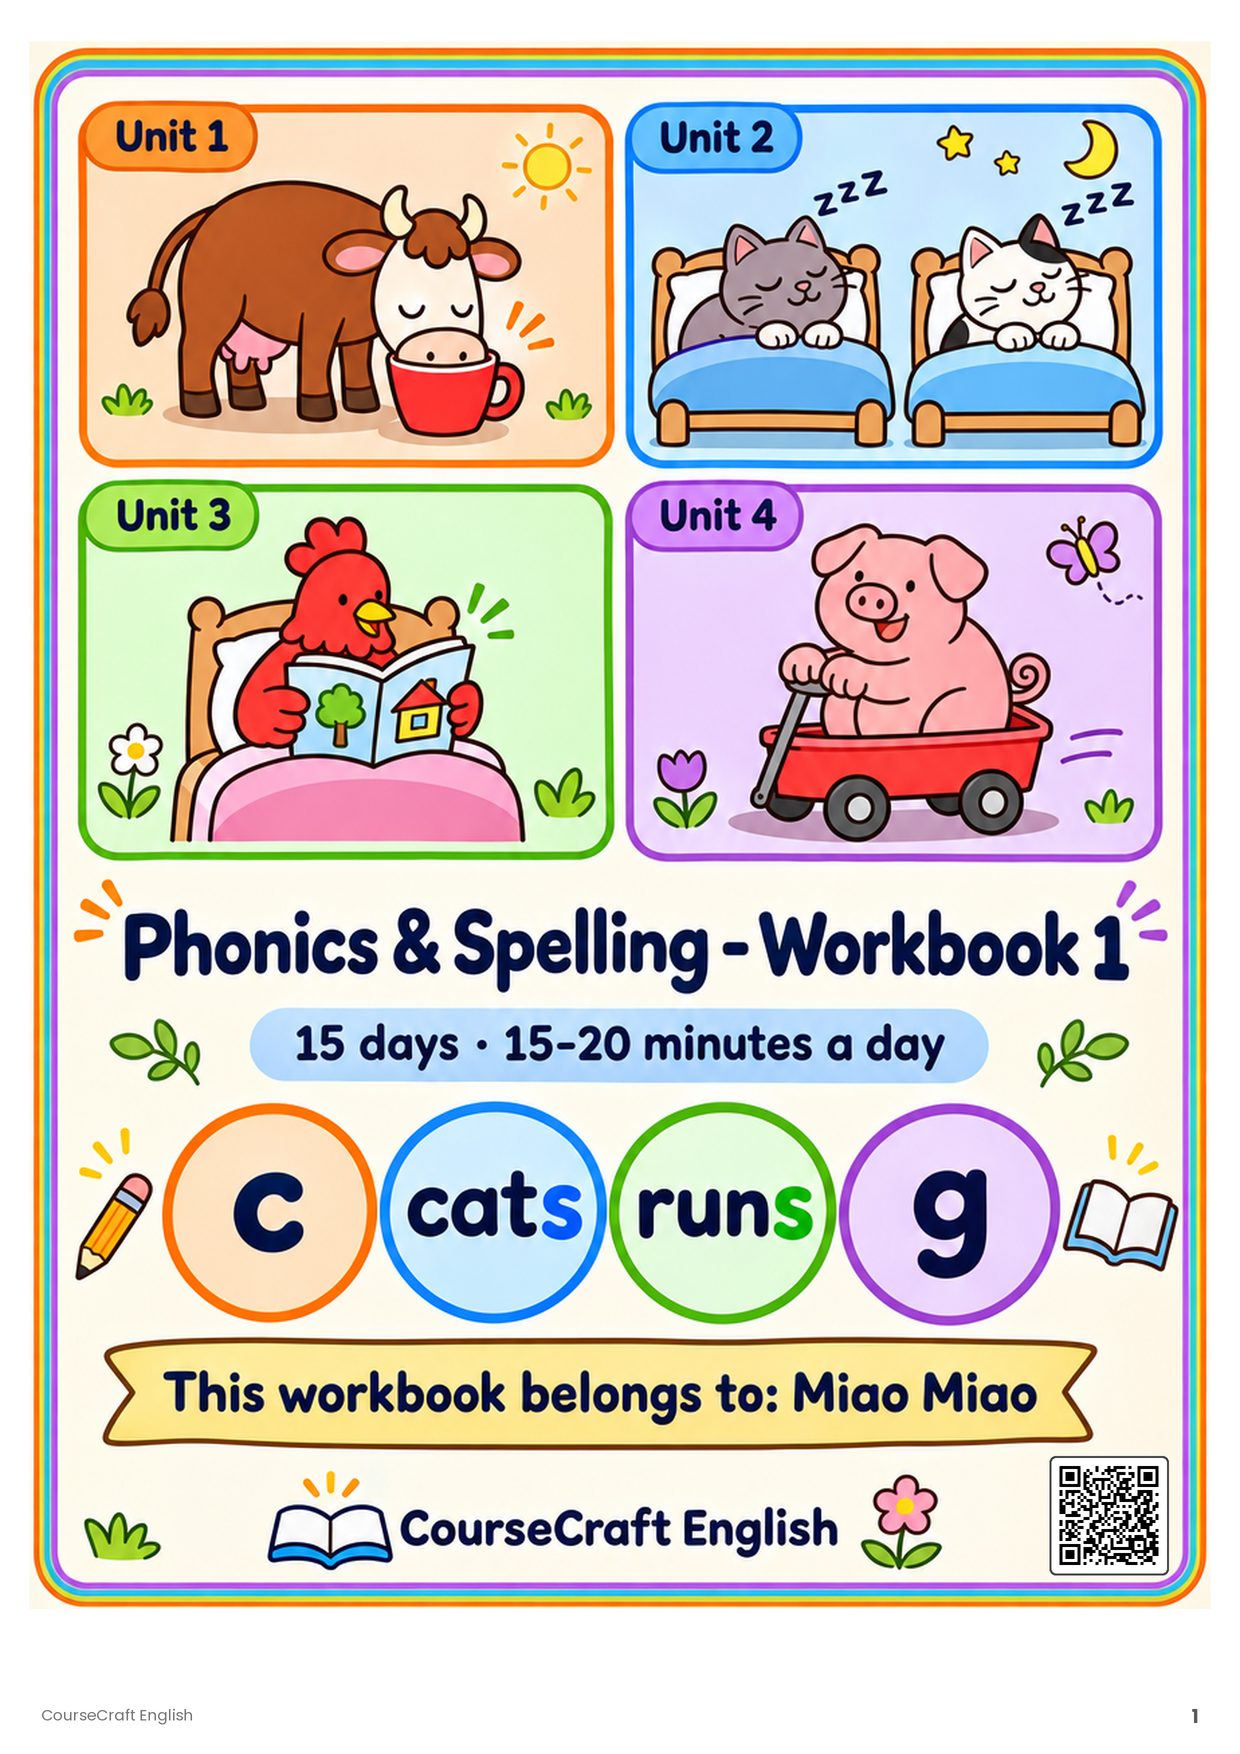 Unit 1
Unit 2
zzz
zzz
Unit 3
Unit 4
Phonics & Spelling - Workbook 1
15 days · 15-20 minutes a day
c
cats
runs
g
This workbook belongs to: Miao Miao
CourseCraft English
CourseCraft English
1